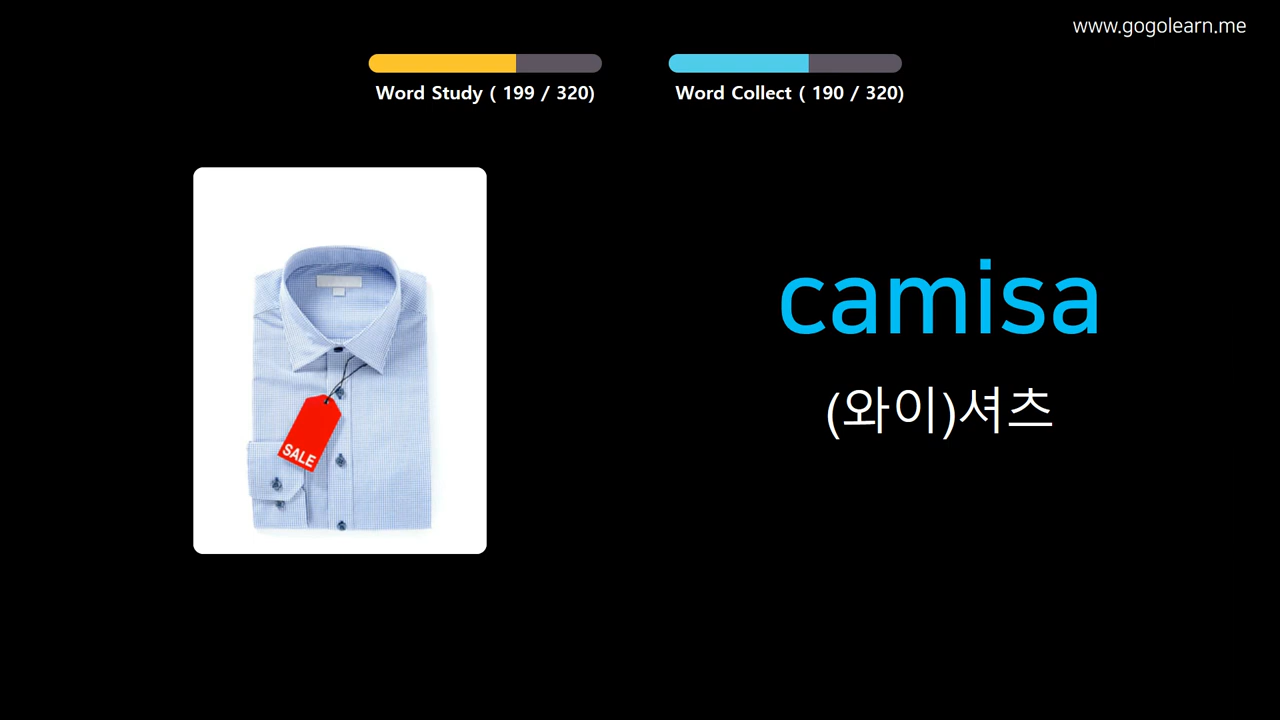 www.gogolearn.me
Word Study ( 199 / 320)
Word Collect ( 190 / 320)
camisa
(와이)셔츠
SALE